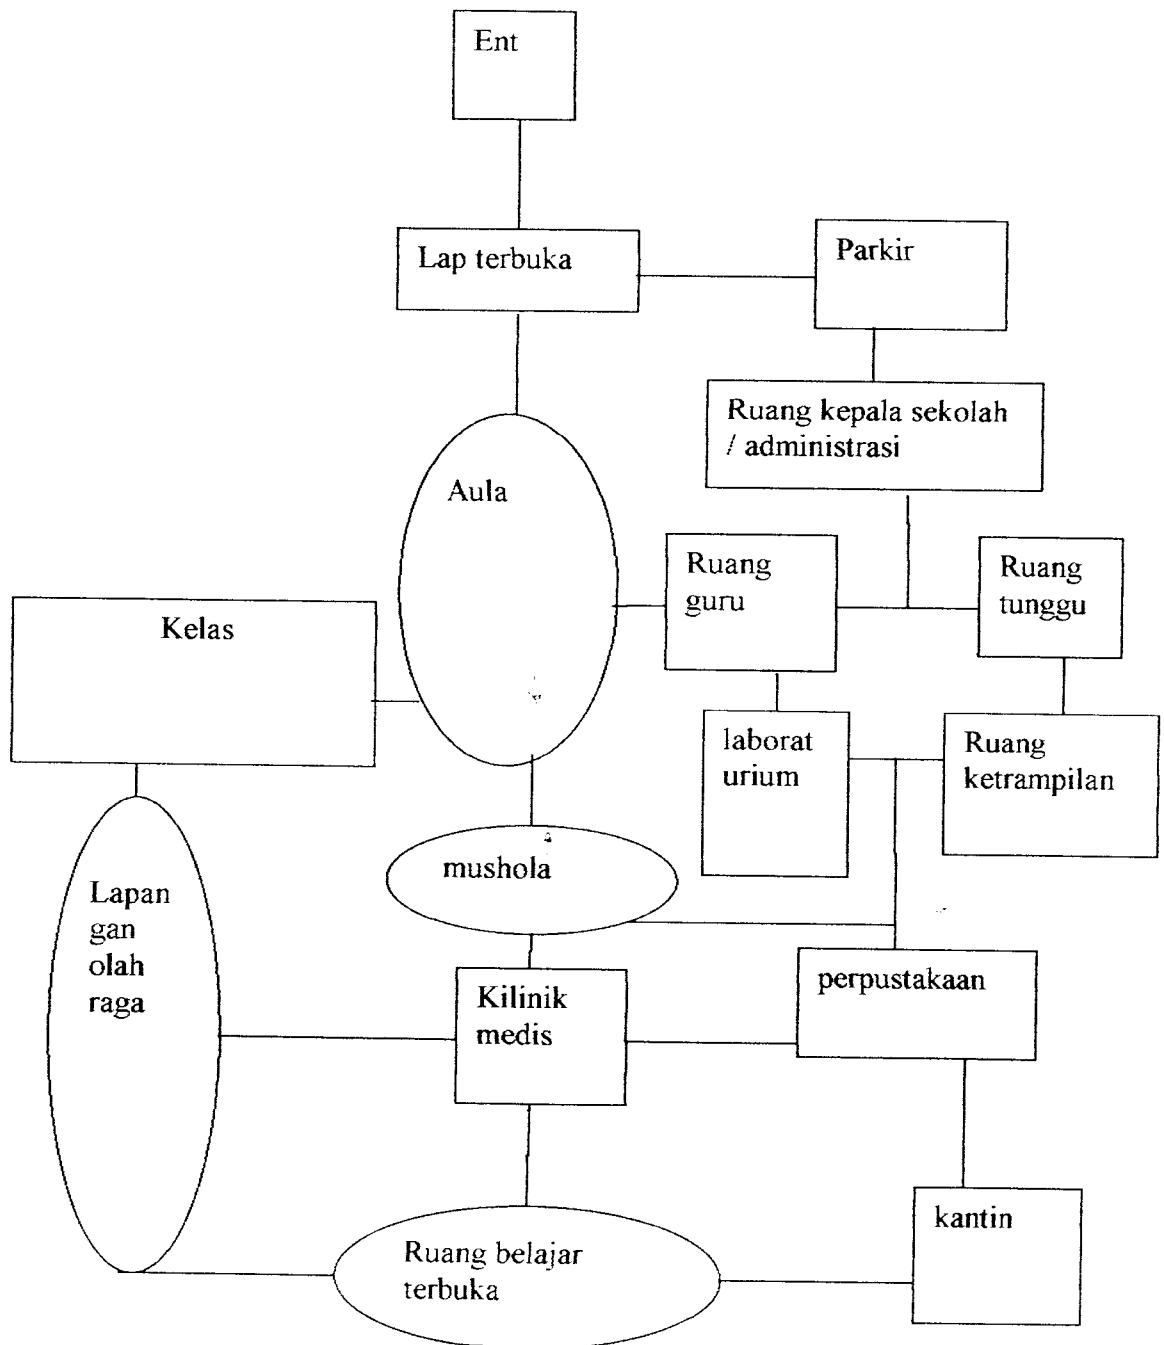 Ent
Lap terbuka
Parkir
Ruang kepala sekolah
/ administrasi
Aula
Ruang
guru
Ruang
tunggu
Kelas
laborat
urium
Ruang
ketrampilan
mushola
Lapan
gan
olah
raga
Kilinik
medis
perpustakaan
kantin
Ruang belajar
terbuka